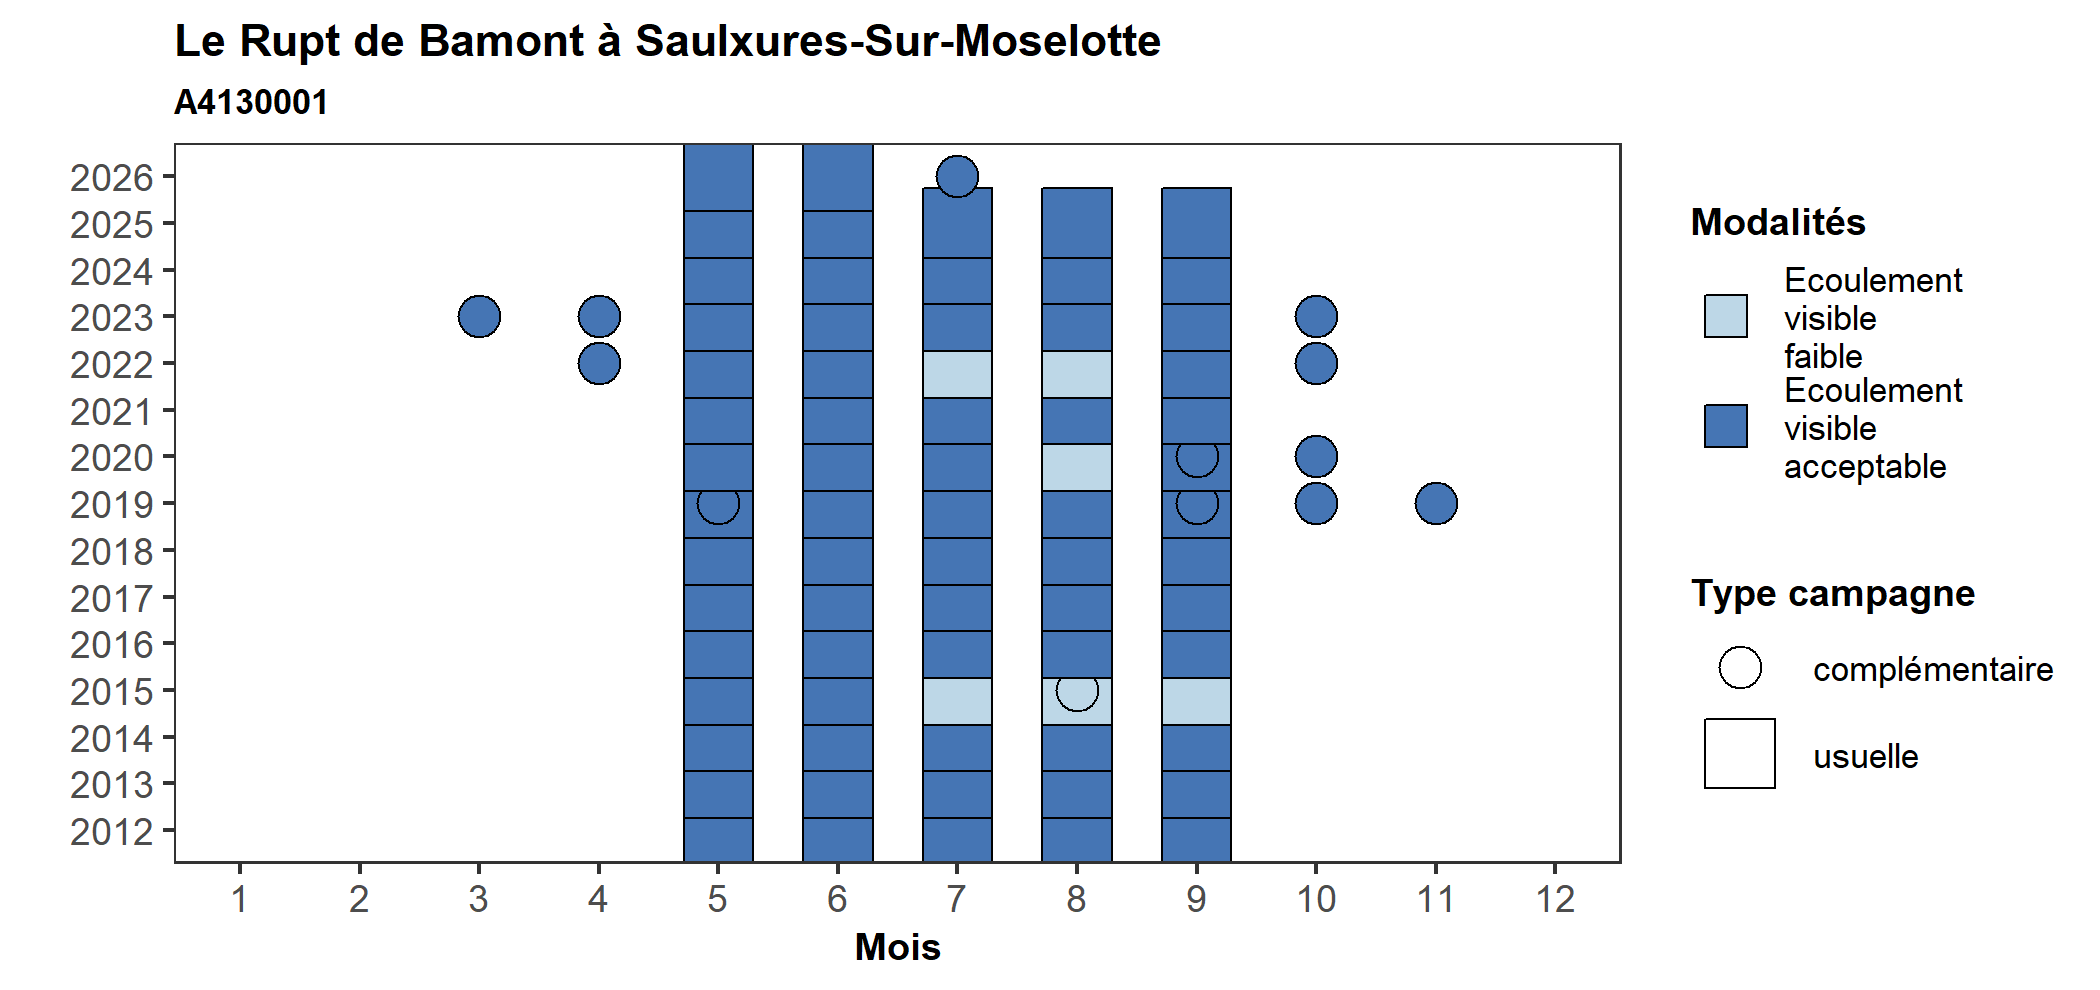 Le Rupt de Bamont à Saulxures-Sur-Moselotte
A4130001
2026
2025
2024
2023
2022
2021
2020
2019
2018
2017
2016
2015
2014
2013
2012
1 2 3 4 5 6 7 8 9 10 11 12
Mois
Modalités
Ecoulement
visible
faible
Ecoulement
visible
acceptable
Type campagne
complémentaire
usuelle